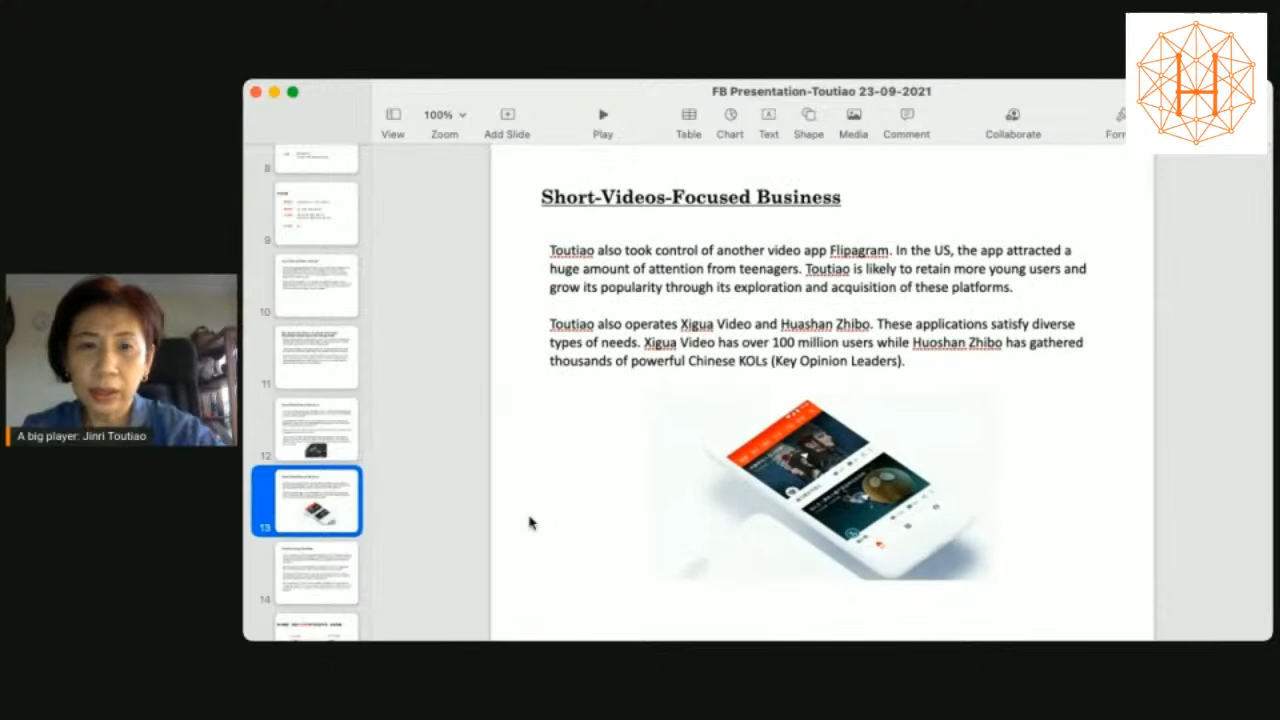 FB Presentation-Toutiao 23-09-2021
100%
View
Zoom
Add Slide
Play
Table
Chart
Text
Shape
Media
Comment
Collaborate
H
8
9
10
11
12
13
14
Short-Videos-Focused Business
Toutiao also took control of another video app Flipagram. In the US, the app attracted a
huge amount of attention from teenagers. Toutiao is likely to retain more young users and
grow its popularity through its exploration and acquisition of these platforms.
Toutiao also operates Xigua Video and Huashan Zhibo. These applications satisfy diverse
types of needs. Xigua Video has over 100 million users while Huoshan Zhibo has gathered
thousands of powerful Chinese KOLs (Key Opinion Leaders).
A big player: Jinri Toutiao